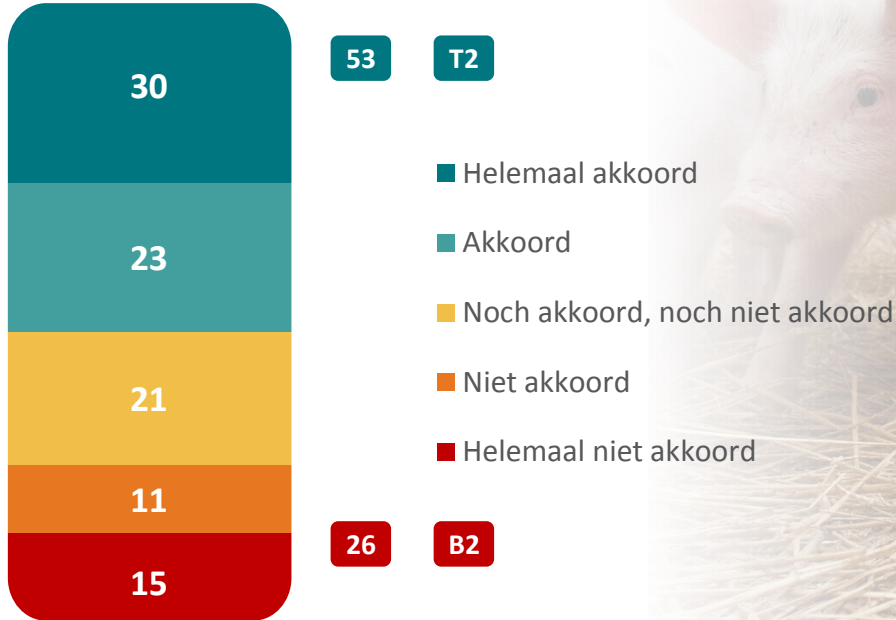 30
53 T2
Helemaal akkoord
23
Akkoord
Noch akkoord, noch niet akkoord
21
Niet akkoord
Helemaal niet akkoord
11
26 B2
15